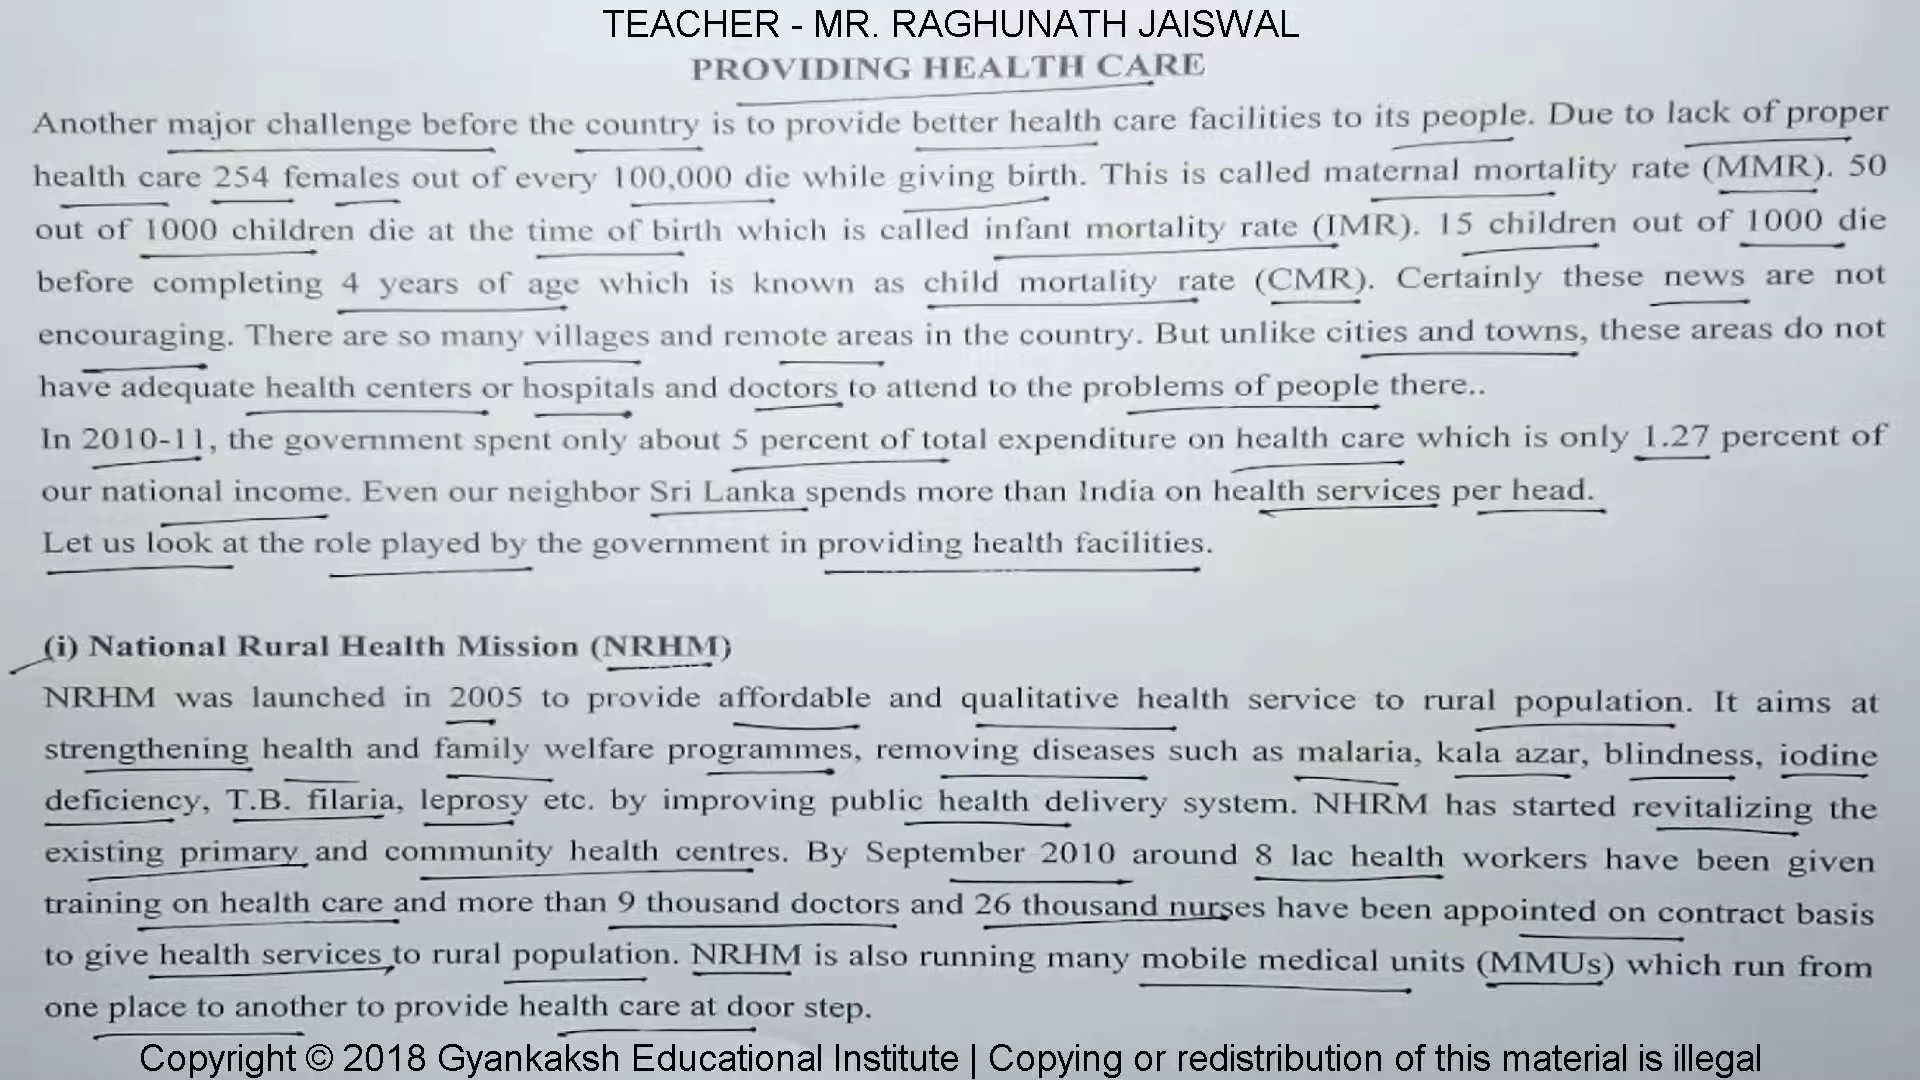 TEACHER - MR. RAGHUNATH JAISWAL
PROVIDING HEALTH CARE
Another major challenge before the country is to provide better health care facilities to its people. Due to lack of proper
health care 254 females out of every 100,000 die while giving birth. This is called maternal mortality rate (MMR). 50
out of 1000 children die at the time of birth which is called infant mortality rate (IMR). 15 children out of 1000 die
before completing 4 years of age which is known as child mortality rate (CMR). Certainly these news are not
encouraging. There are so many villages and remote areas in the country. But unlike cities and towns, these areas do not
have adequate health centers or hospitals and doctors to attend to the problems of people there..
In 2010-11, the government spent only about 5 percent of total expenditure on health care which is only 1.27 percent of
our national income. Even our neighbor Sri Lanka spends more than India on health services per head.
Let us look at the role played by the government in providing health facilities.
(i) National Rural Health Mission (NRHM)
NRHM was launched in 2005 to provide affordable and qualitative health service to rural population. It aims at
strengthening health and family welfare programmes, removing diseases such as malaria, kala azar, blindness, iodine
deficiency, T.B. filaria, leprosy etc. by improving public health delivery system. NHRM has started revitalizing the
existing primary and community health centres. By September 2010 around 8 lac health workers have been given
training on health care and more than 9 thousand doctors and 26 thousand nurses have been appointed on contract basis
to give health services to rural population. NRHM is also running many mobile medical units (MMUs) which run from
one place to another to provide health care at door step.
Copyright © 2018 Gyankaksh Educational Institute | Copying or redistribution of this material is illegal